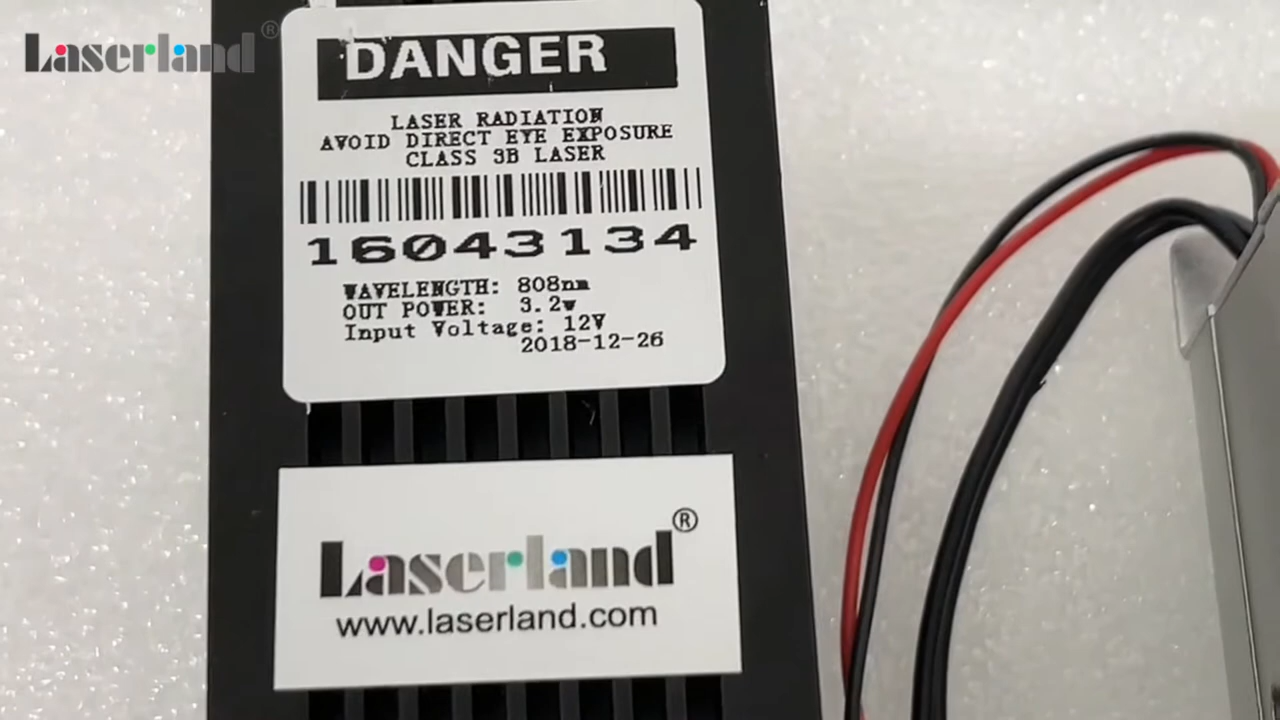 Laserland®
DANGER
LASER RADIATION
AVOID DIRECT EYE EXPOSURE
CLASS 3B LASER
16043134
WAVELENGTH: 808nm
OUT POWER: 3.2w
Input Voltage: 12V
2018-12-26
Laserland®
www.laserland.com